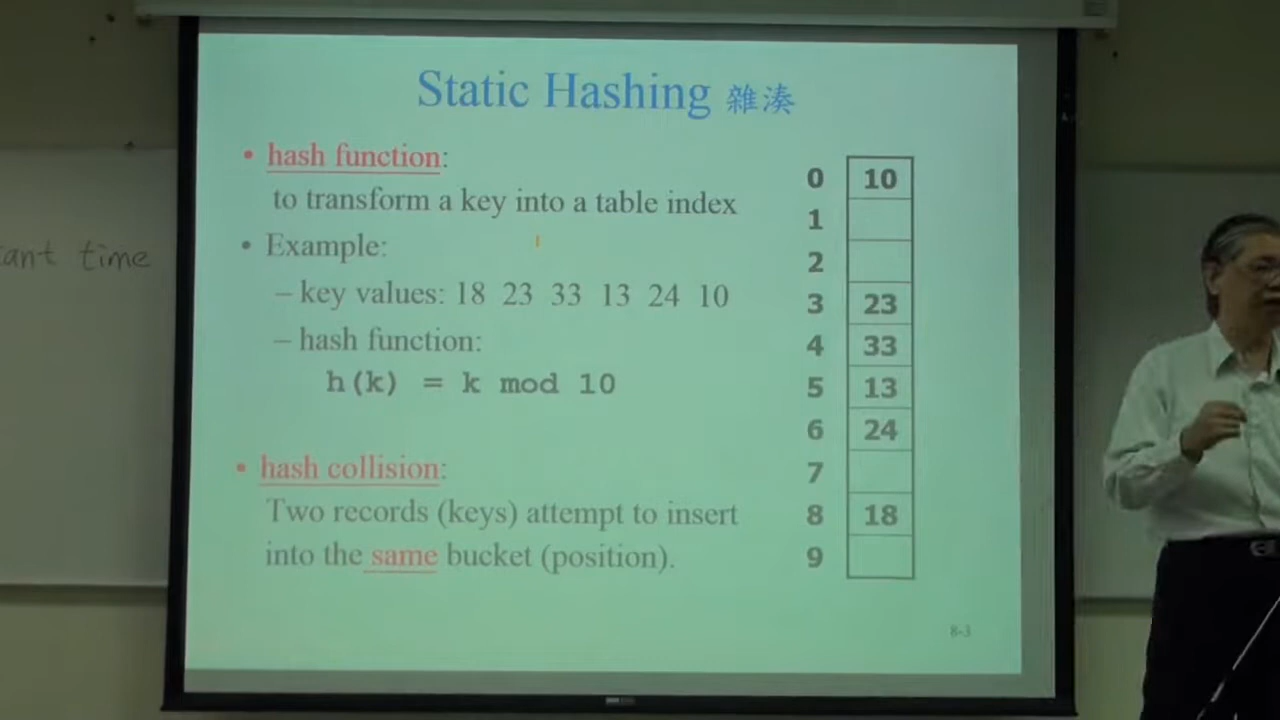 Static Hashing 雜湊
• hash function:
to transform a key into a table index
• Example:
– key values: 18 23 33 13 24 10
– hash function:
h(k) = k mod 10
• hash collision:
Two records (keys) attempt to insert
into the same bucket (position).
0 10
1
2
3 23
4 33
5 13
6 24
7
8 18
9
8-3
time